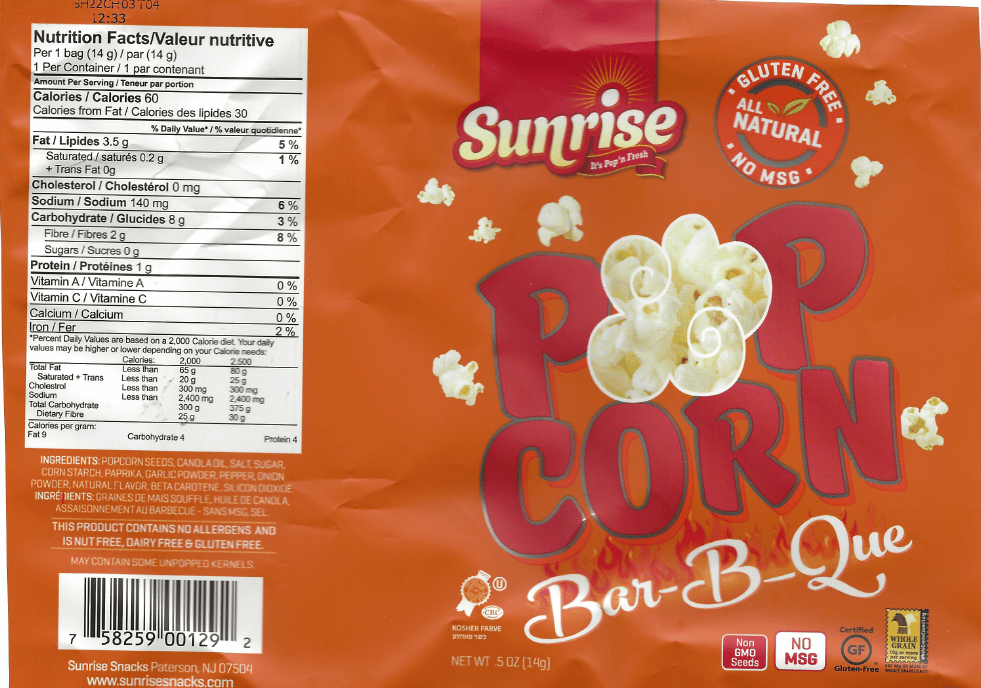 SH22CH03T04
12:33
Nutrition Facts/Valeur nutritive
Per 1 bag (14 g) / par (14 g)
1 Per Container / 1 par contenant
Amount Per Serving / Teneur par portion
Calories / Calories 60
Calories from Fat / Calories des lipides 30
% Daily Value* / % valeur quotidienne*
Fat / Lipides 3.5 g 5 %
Saturated / saturés 0.2 g 1 %
+ Trans Fat 0g
Cholesterol / Cholestérol 0 mg
Sodium / Sodium 140 mg 6 %
Carbohydrate / Glucides 8 g 3 %
Fibre / Fibres 2 g 8 %
Sugars / Sucres 0 g
Protein / Protéines 1 g
Vitamin A / Vitamine A 0 %
Vitamin C / Vitamine C 0 %
Calcium / Calcium 0 %
Iron / Fer 2 %
*Percent Daily Values are based on a 2,000 Calorie diet. Your daily
values may be higher or lower depending on your Calorie needs:
Calories: 2,000 2,500
Total Fat Less than 65 g 80 g
Saturated + Trans Less than 20 g 25 g
Cholestrol Less than 300 mg 300 mg
Sodium Less than 2,400 mg 2,400 mg
Total Carbohydrate 300 g 375 g
Dietary Fibre 25 g 30 g
Calories per gram:
Fat 9 Carbohydrate 4 Protein 4
INGREDIENTS: POPCORN SEEDS, CANOLA OIL, SALT, SUGAR,
CORN STARCH, PAPRIKA, GARLIC POWDER, PEPPER, ONION
POWDER, NATURAL FLAVOR, BETA CAROTENE, SILICON DIOXIDE
INGRÉDIENTS: GRAINES DE MAIS SOUFFLE, HUILE DE CANOLA,
ASSAISONNEMENT AU BARBECUE - SANS MSG, SEL.
THIS PRODUCT CONTAINS NO ALLERGENS AND
IS NUT FREE, DAIRY FREE & GLUTEN FREE.
MAY CONTAIN SOME UNPOPPED KERNELS.
7 58259 00129 2
Sunrise Snacks Paterson, NJ 07504
www.sunrisesnacks.com
Sunrise
It's Pop'n Fresh
GLUTEN FREE
ALL
NATURAL
NO MSG
POP
CORN
Bar-B-Que
U
CRC
KOSHER PARVE
כשר פארווע
NET WT .5 OZ (14g)
Non
GMO
Seeds
NO
MSG
Certified
GF
Gluten-Free
WHOLE
GRAIN
10g or more
per serving